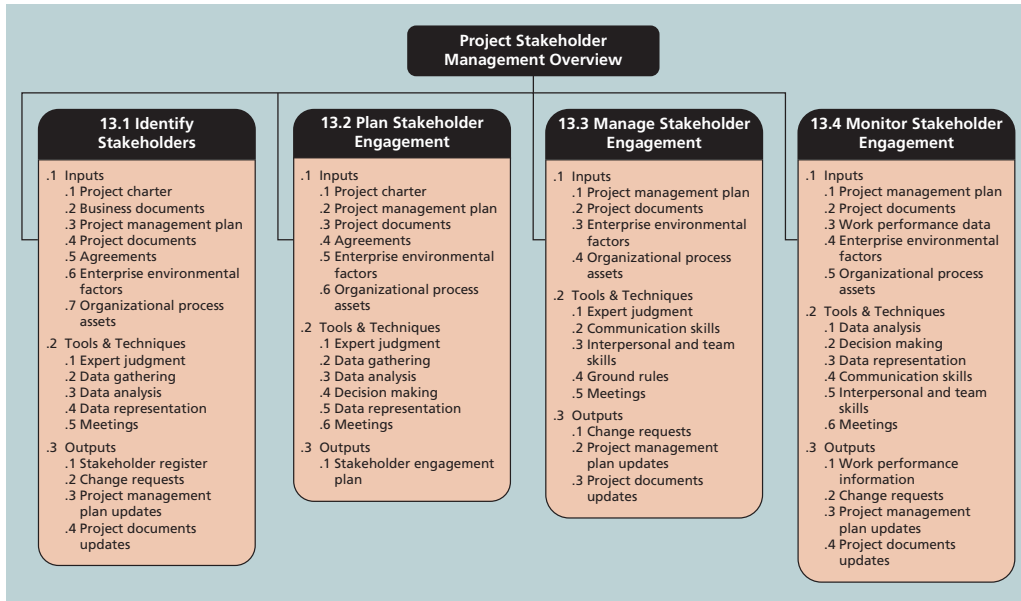 Project Stakeholder
Management Overview
13.1 Identify
Stakeholders
.1 Inputs
.1 Project charter
.2 Business documents
.3 Project management plan
.4 Project documents
.5 Agreements
.6 Enterprise environmental
factors
.7 Organizational process
assets
.2 Tools & Techniques
.1 Expert judgment
.2 Data gathering
.3 Data analysis
.4 Data representation
.5 Meetings
.3 Outputs
.1 Stakeholder register
.2 Change requests
.3 Project management
plan updates
.4 Project documents
updates
13.2 Plan Stakeholder
Engagement
.1 Inputs
.1 Project charter
.2 Project management plan
.3 Project documents
.4 Agreements
.5 Enterprise environmental
factors
.6 Organizational process
assets
.2 Tools & Techniques
.1 Expert judgment
.2 Data gathering
.3 Data analysis
.4 Decision making
.5 Data representation
.6 Meetings
.3 Outputs
.1 Stakeholder engagement
plan
13.3 Manage Stakeholder
Engagement
.1 Inputs
.1 Project management plan
.2 Project documents
.3 Enterprise environmental
factors
.4 Organizational process
assets
.2 Tools & Techniques
.1 Expert judgment
.2 Communication skills
.3 Interpersonal and team
skills
.4 Ground rules
.5 Meetings
.3 Outputs
.1 Change requests
.2 Project management
plan updates
.3 Project documents
updates
13.4 Monitor Stakeholder
Engagement
.1 Inputs
.1 Project management plan
.2 Project documents
.3 Work performance data
.4 Enterprise environmental
factors
.5 Organizational process
assets
.2 Tools & Techniques
.1 Data analysis
.2 Decision making
.3 Data representation
.4 Communication skills
.5 Interpersonal and team
skills
.6 Meetings
.3 Outputs
.1 Work performance
information
.2 Change requests
.3 Project management
plan updates
.4 Project documents
updates